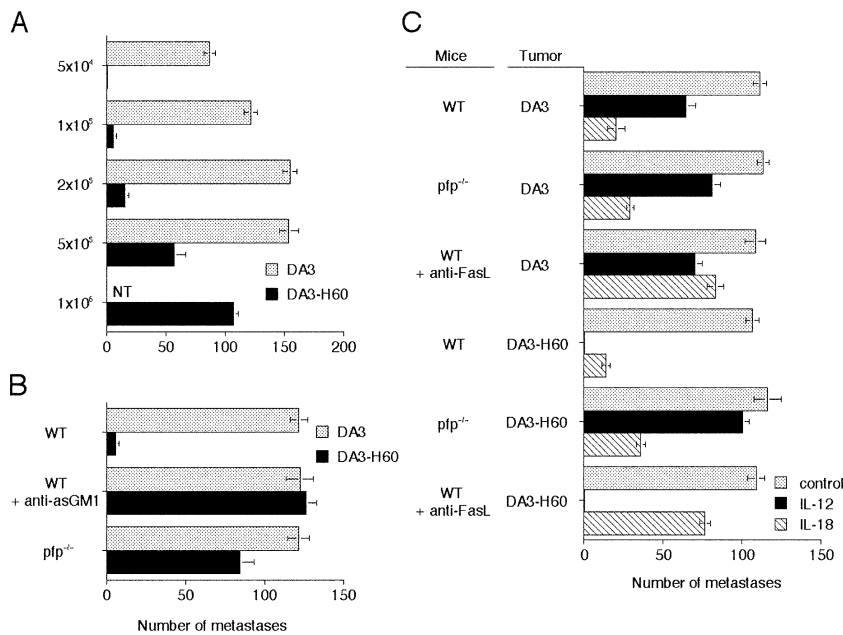 A
5x10⁴
1x10⁵
2x10⁵
5x10⁵
1x10⁶
NT
DA3
DA3-H60
0 50 100 150 200
B
WT
WT
+ anti-asGM1
pfp⁻/⁻
DA3
DA3-H60
0 50 100 150
Number of metastases
C
Mice Tumor
WT DA3
pfp⁻/⁻ DA3
WT
+ anti-FasL DA3
WT DA3-H60
pfp⁻/⁻ DA3-H60
WT
+ anti-FasL DA3-H60
control
IL-12
IL-18
0 50 100 150
Number of metastases